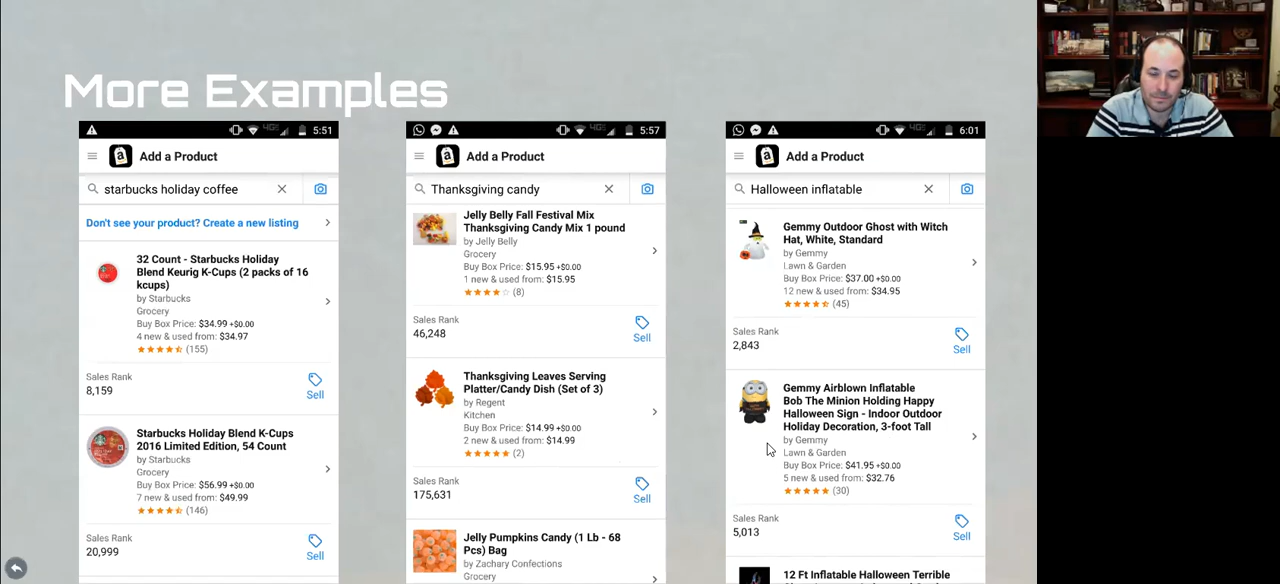 More Examples
5:51
Add a Product
starbucks holiday coffee
Don't see your product? Create a new listing
32 Count - Starbucks Holiday
Blend Keurig K-Cups (2 packs of 16
kcups)
by Starbucks
Grocery
Buy Box Price: $34.99 +$0.00
4 new & used from: $34.97
(155)
Sales Rank
8,159
Sell
Starbucks Holiday Blend K-Cups
2016 Limited Edition, 54 Count
by Starbucks
Grocery
Buy Box Price: $56.99 +$0.00
7 new & used from: $49.99
(146)
Sales Rank
20,999
Sell
5:57
Add a Product
Thanksgiving candy
Jelly Belly Fall Festival Mix
Thanksgiving Candy Mix 1 pound
by Jelly Belly
Grocery
Buy Box Price: $15.95 +$0.00
1 new & used from: $15.95
(8)
Sales Rank
46,248
Sell
Thanksgiving Leaves Serving
Platter/Candy Dish (Set of 3)
by Regent
Kitchen
Buy Box Price: $14.99 +$0.00
2 new & used from: $14.99
(2)
Sales Rank
175,631
Sell
Jelly Pumpkins Candy (1 Lb - 68
Pcs) Bag
by Zachary Confections
Grocery
6:01
Add a Product
Halloween inflatable
Gemmy Outdoor Ghost with Witch
Hat, White, Standard
by Gemmy
Lawn & Garden
Buy Box Price: $37.00 +$0.00
12 new & used from: $34.95
(45)
Sales Rank
2,843
Sell
Gemmy Airblown Inflatable
Bob The Minion Holding Happy
Halloween Sign - Indoor Outdoor
Holiday Decoration, 3-foot Tall
by Gemmy
Lawn & Garden
Buy Box Price: $41.95 +$0.00
5 new & used from: $32.76
(30)
Sales Rank
5,013
Sell
12 Ft Inflatable Halloween Terrible